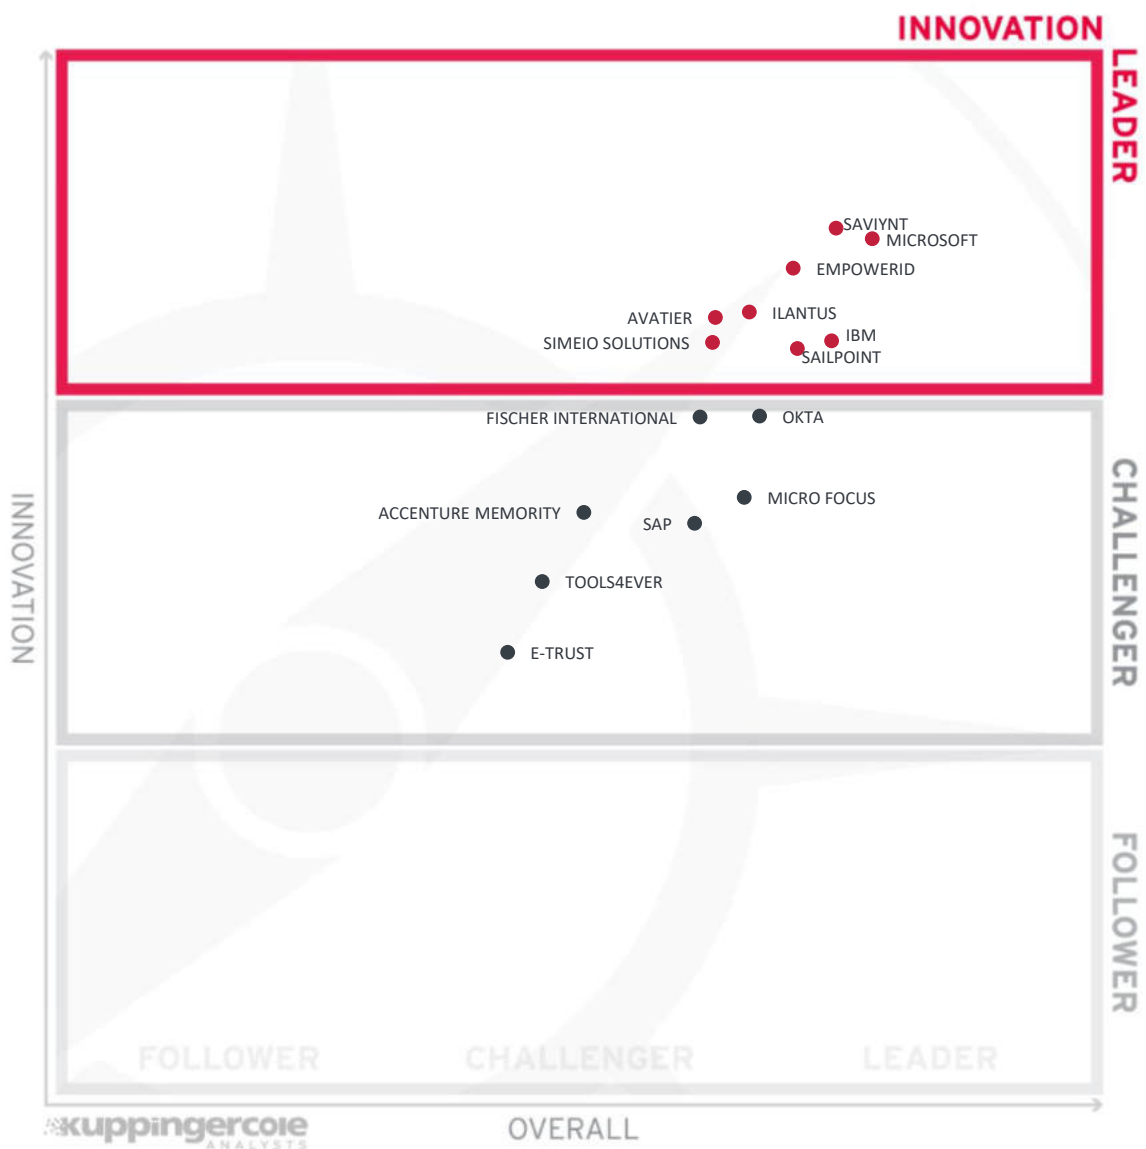 INNOVATION
LEADER
SAVIYNT
MICROSOFT
EMPOWERID
ILANTUS
AVATIER
IBM
SIMEIO SOLUTIONS
SAILPOINT
FISCHER INTERNATIONAL
OKTA
CHALLENGER
INNOVATION
MICRO FOCUS
ACCENTURE MEMORITY
SAP
TOOLS4EVER
E-TRUST
FOLLOWER
FOLLOWER CHALLENGER LEADER
kuppingercole
ANALYSTS
OVERALL